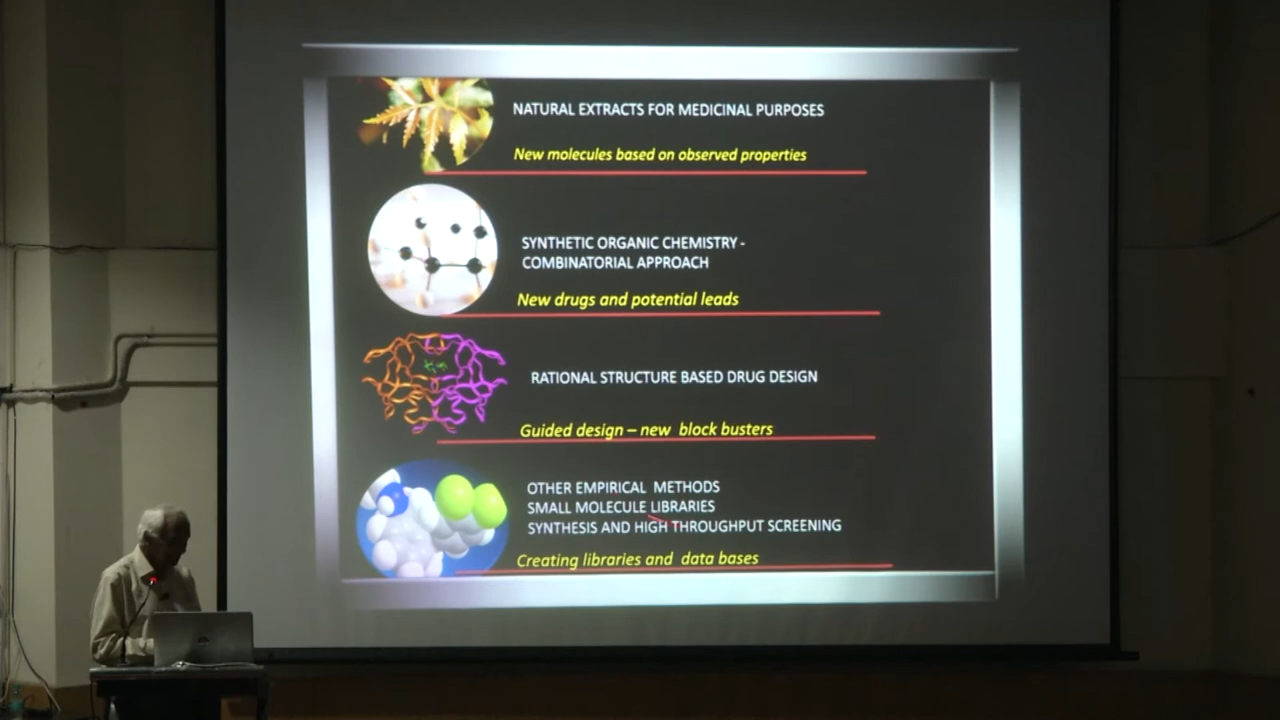 NATURAL EXTRACTS FOR MEDICINAL PURPOSES
New molecules based on observed properties
SYNTHETIC ORGANIC CHEMISTRY -
COMBINATORIAL APPROACH
New drugs and potential leads
RATIONAL STRUCTURE BASED DRUG DESIGN
Guided design – new block busters
OTHER EMPIRICAL METHODS
SMALL MOLECULE LIBRARIES
SYNTHESIS AND HIGH THROUGHPUT SCREENING
Creating libraries and data bases